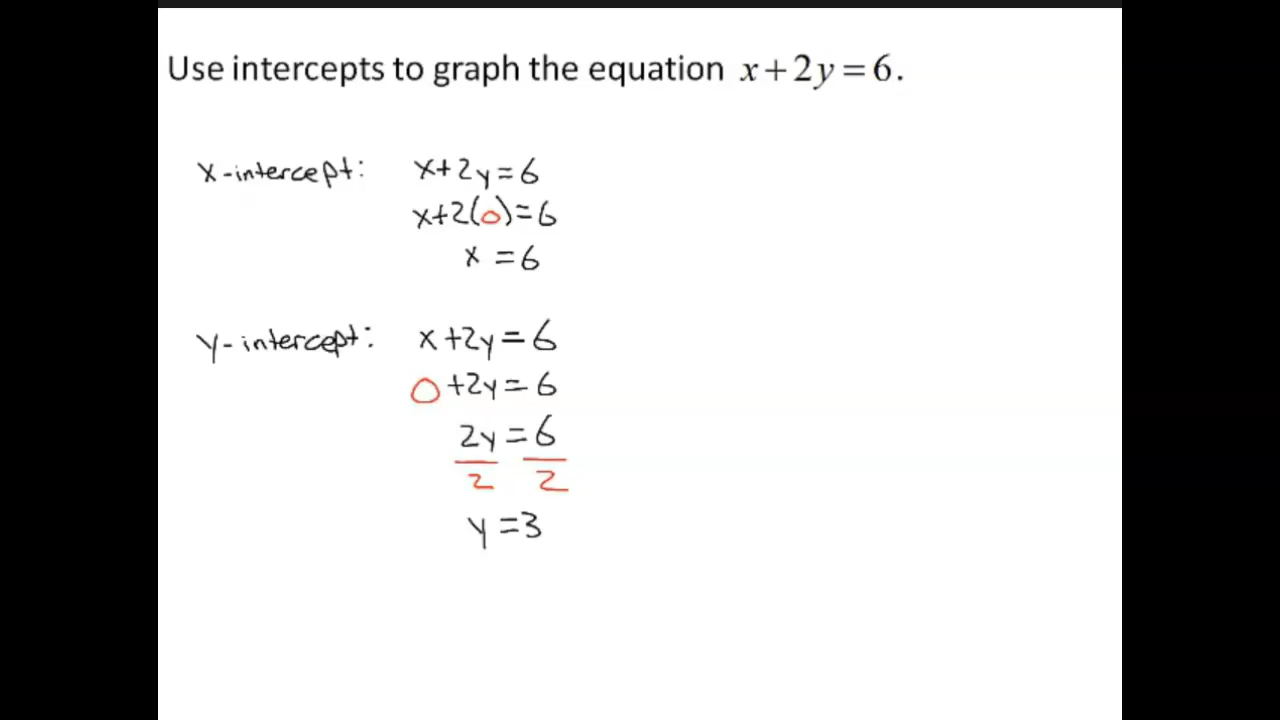 Use intercepts to graph the equation x+2y=6.
x-intercept: x+2y=6
x+2(0)=6
x =6
y-intercept: x+2y=6
0+2y=6
2y=6
2 2
y=3